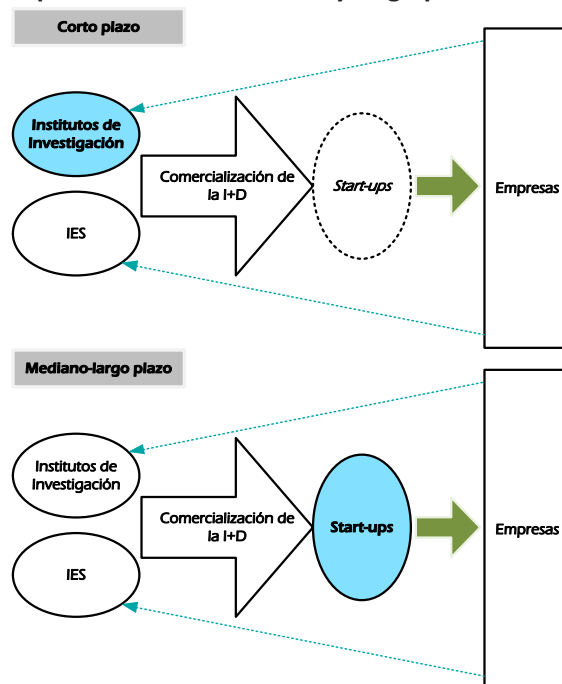 Corto plazo
Institutos de
Investigación
IES
Comercialización de
la I+D
Start-ups
Empresas
Mediano-largo plazo
Institutos de
Investigación
IES
Comercialización de
la I+D
Start-ups
Empresas